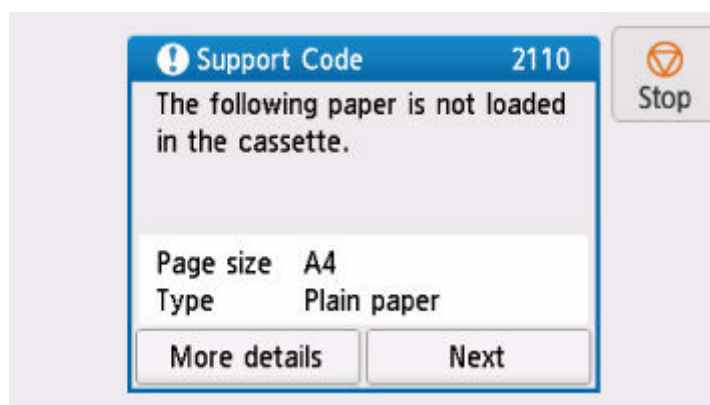 Support Code 2110
Stop
The following paper is not loaded
in the cassette.
Page size A4
Type Plain paper
More details Next